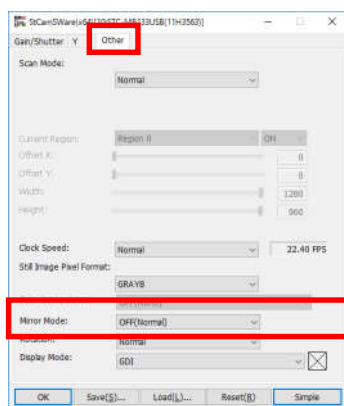 Gain/Shutter Y Other
Scan Mode:
Normal
Current Region: Region 0 ON
Offset X: 0
Offset Y: 0
Width: 1280
Height: 960
Clock Speed: Normal 22.40 FPS
Still Image Pixel Format:
GRAY8
Mirror Mode: OFF(Normal)
Rotation: Normal
Display Mode: GDI
OK Save(S)... Load(L)... Reset(R) Simple